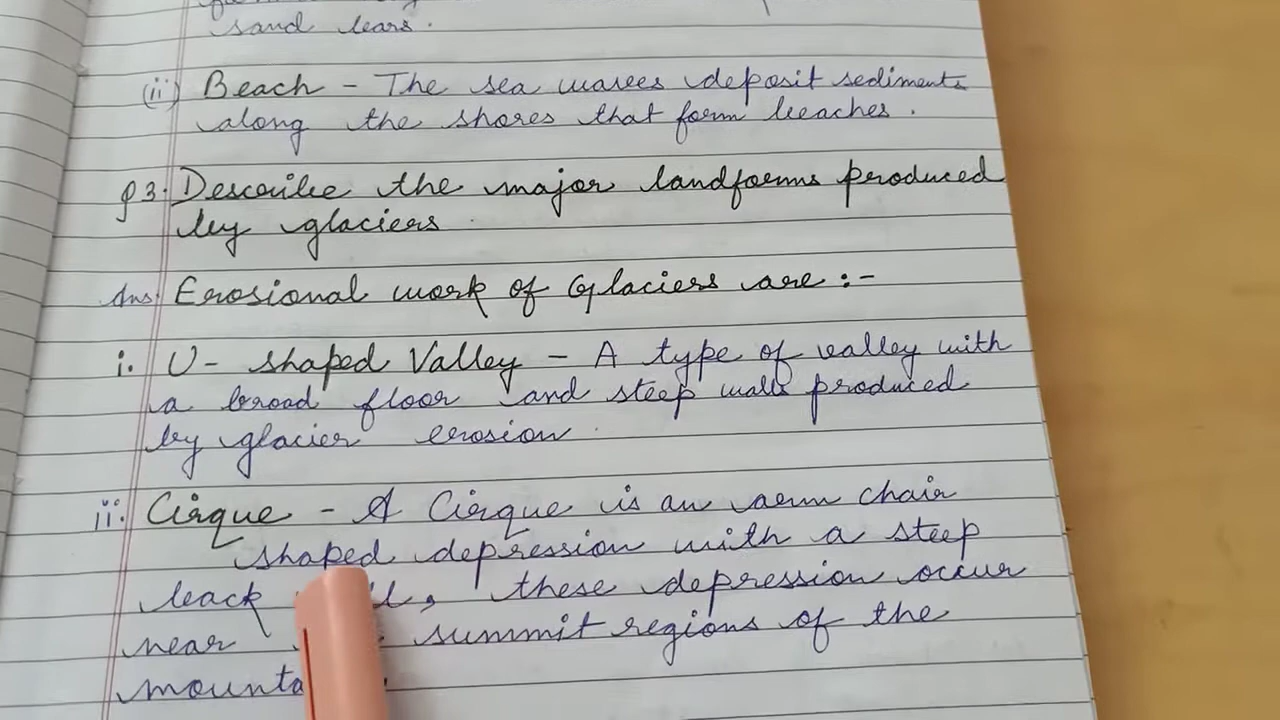 sand bars.
(ii) Beach - The sea waves deposit sediments
along the shores that form beaches.
Q3. Describe the major landforms produced
by glaciers
Ans. Erosional work of Glaciers are :-
i. U- shaped Valley - A type of valley with
a broad floor and steep walls produced
by glacier erosion.
ii. Cirque - A Cirque is an arm chair
shaped depression with a steep
back , these depression occur
near summit regions of the